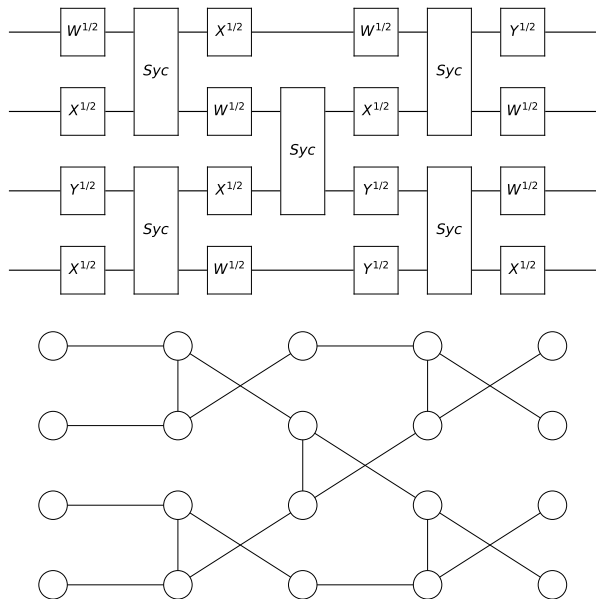 W^{1/2} X^{1/2} W^{1/2} Y^{1/2}
Syc Syc
X^{1/2} W^{1/2} X^{1/2} W^{1/2}
Syc
Y^{1/2} X^{1/2} Y^{1/2} W^{1/2}
Syc Syc
X^{1/2} W^{1/2} Y^{1/2} X^{1/2}